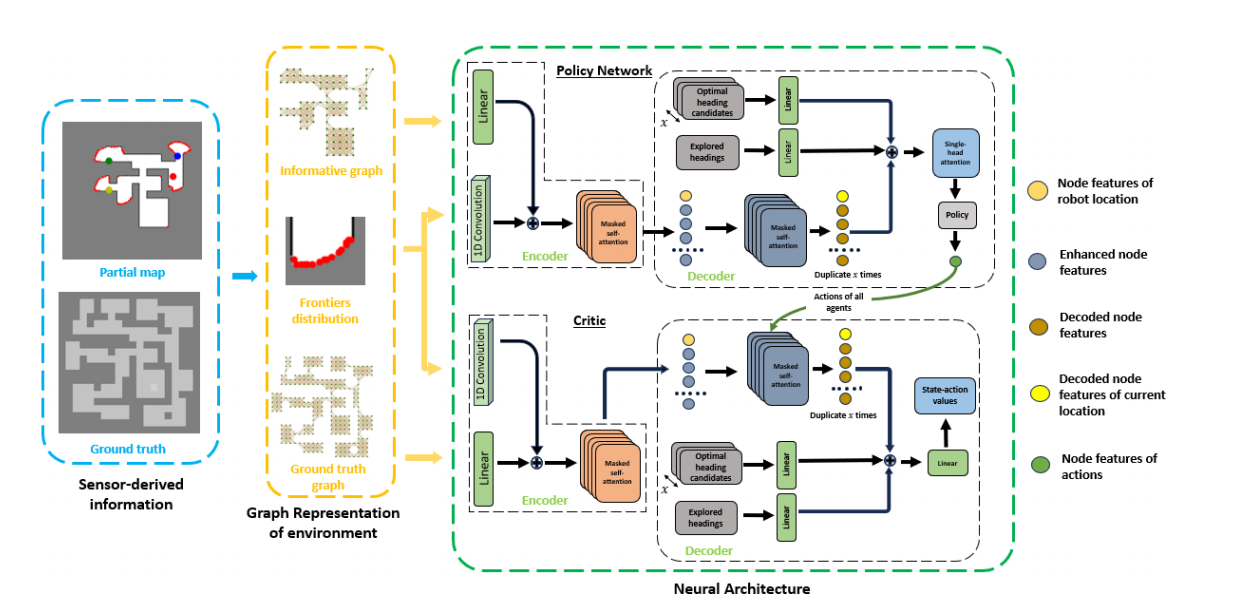 Partial map
Ground truth
Sensor-derived
information
Informative graph
Frontiers
distribution
Ground truth
graph
Graph Representation
of environment
Policy Network
Linear
1D Convolution
Masked
self-
attention
Encoder
Optimal
heading
candidates
x
Explored
headings
Linear
Linear
Masked
self-
attention
Decoder
Duplicate x times
Single-
head
attention
Policy
Actions of all
agents
Critic
1D Convolution
Linear
Masked
self-
attention
Encoder
Masked
self-
attention
Duplicate x times
Optimal
heading
candidates
x
Explored
headings
Linear
Linear
Decoder
State-action
values
Linear
Neural Architecture
Node features of
robot location
Enhanced node
features
Decoded node
features
Decoded node
features of current
location
Node features of
actions